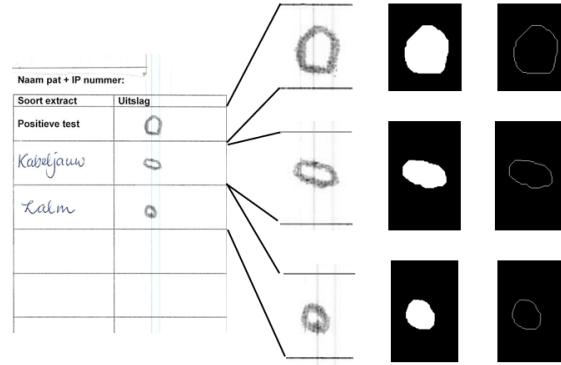 Naam pat + IP nummer:
Soort extract Uitslag
Positieve test
Kabeljauw
Zalm